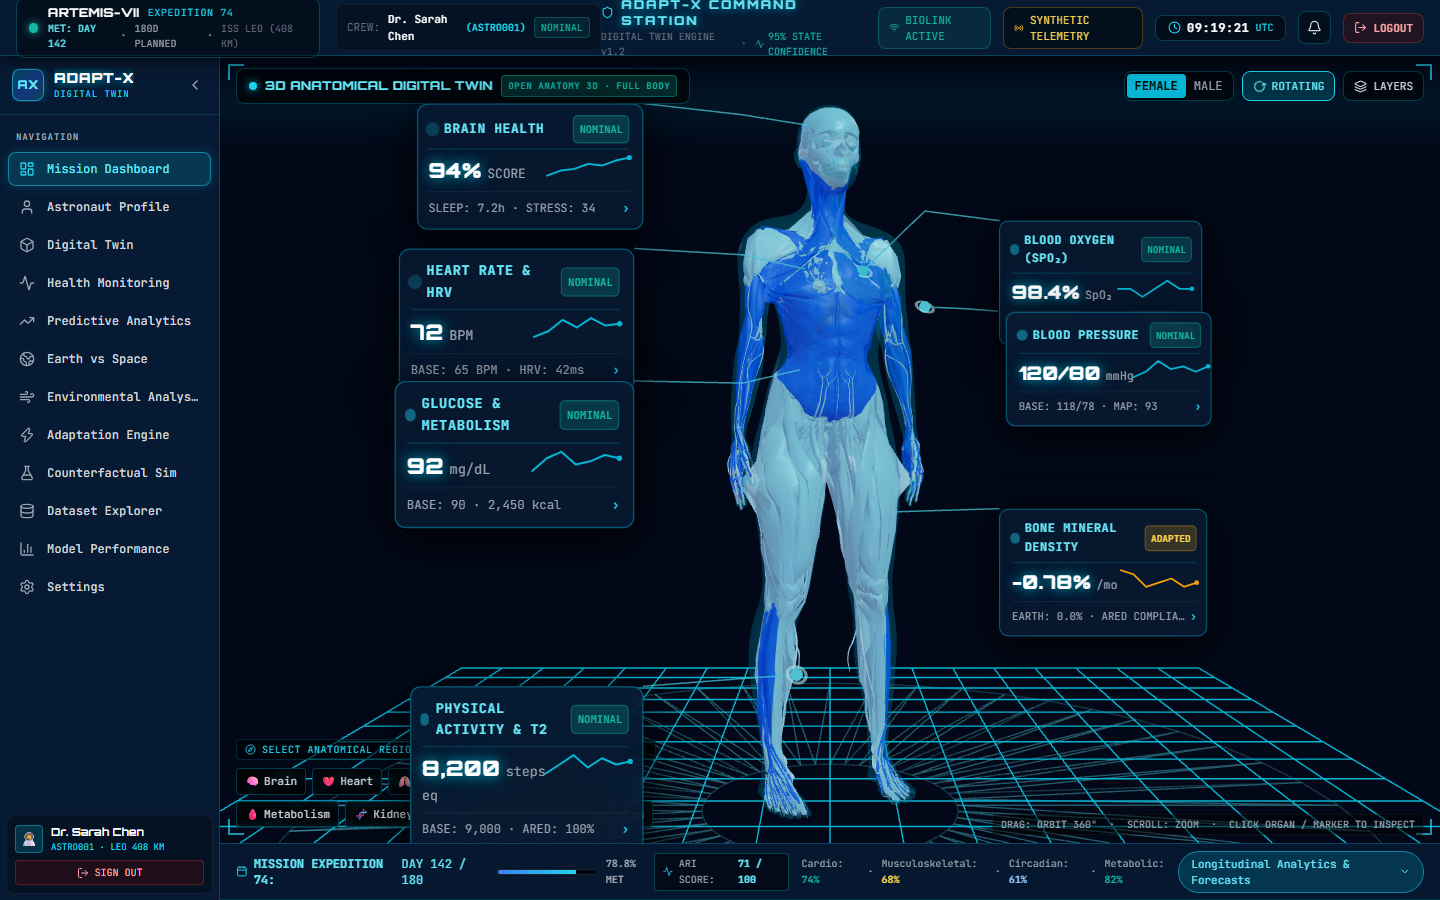 ARTEMIS-VII EXPEDITION 74
MET: DAY 142 · 180D PLANNED · ISS LEO (408 KM)
CREW: Dr. Sarah Chen (ASTRO001) NOMINAL
ADAPT-X COMMAND STATION
DIGITAL TWIN ENGINE v1.2 · 95% STATE CONFIDENCE
BIOLINK ACTIVE
SYNTHETIC TELEMETRY
09:19:21 UTC
LOGOUT
AX
ADAPT-X
DIGITAL TWIN
NAVIGATION
Mission Dashboard
Astronaut Profile
Digital Twin
Health Monitoring
Predictive Analytics
Earth vs Space
Environmental Analys…
Adaptation Engine
Counterfactual Sim
Dataset Explorer
Model Performance
Settings
Dr. Sarah Chen
ASTRO001 · LEO 408 KM
SIGN OUT
3D ANATOMICAL DIGITAL TWIN OPEN ANATOMY 3D · FULL BODY
FEMALE MALE
ROTATING
LAYERS
BRAIN HEALTH NOMINAL
94% SCORE
SLEEP: 7.2h · STRESS: 34 ›
HEART RATE & HRV NOMINAL
72 BPM
BASE: 65 BPM · HRV: 42ms ›
GLUCOSE & METABOLISM NOMINAL
92 mg/dL
BASE: 90 · 2,450 kcal ›
BLOOD OXYGEN (SPO₂) NOMINAL
98.4% SpO₂
BLOOD PRESSURE NOMINAL
120/80 mmHg
BASE: 118/78 · MAP: 93 ›
BONE MINERAL DENSITY ADAPTED
-0.78% /mo
EARTH: 0.0% · ARED COMPLIA… ›
PHYSICAL ACTIVITY & T2 NOMINAL
8,200 steps eq
BASE: 9,000 · ARED: 100% ›
SELECT ANATOMICAL REGIO
Brain
Heart
Metabolism
Kidney
DRAG: ORBIT 360° · SCROLL: ZOOM · CLICK ORGAN / MARKER TO INSPECT
MISSION EXPEDITION 74: DAY 142 / 180
78.8% MET
ARI SCORE: 71 / 100
Cardio: 74% · Musculoskeletal: 68% · Circadian: 61% · Metabolic: 82%
Longitudinal Analytics & Forecasts